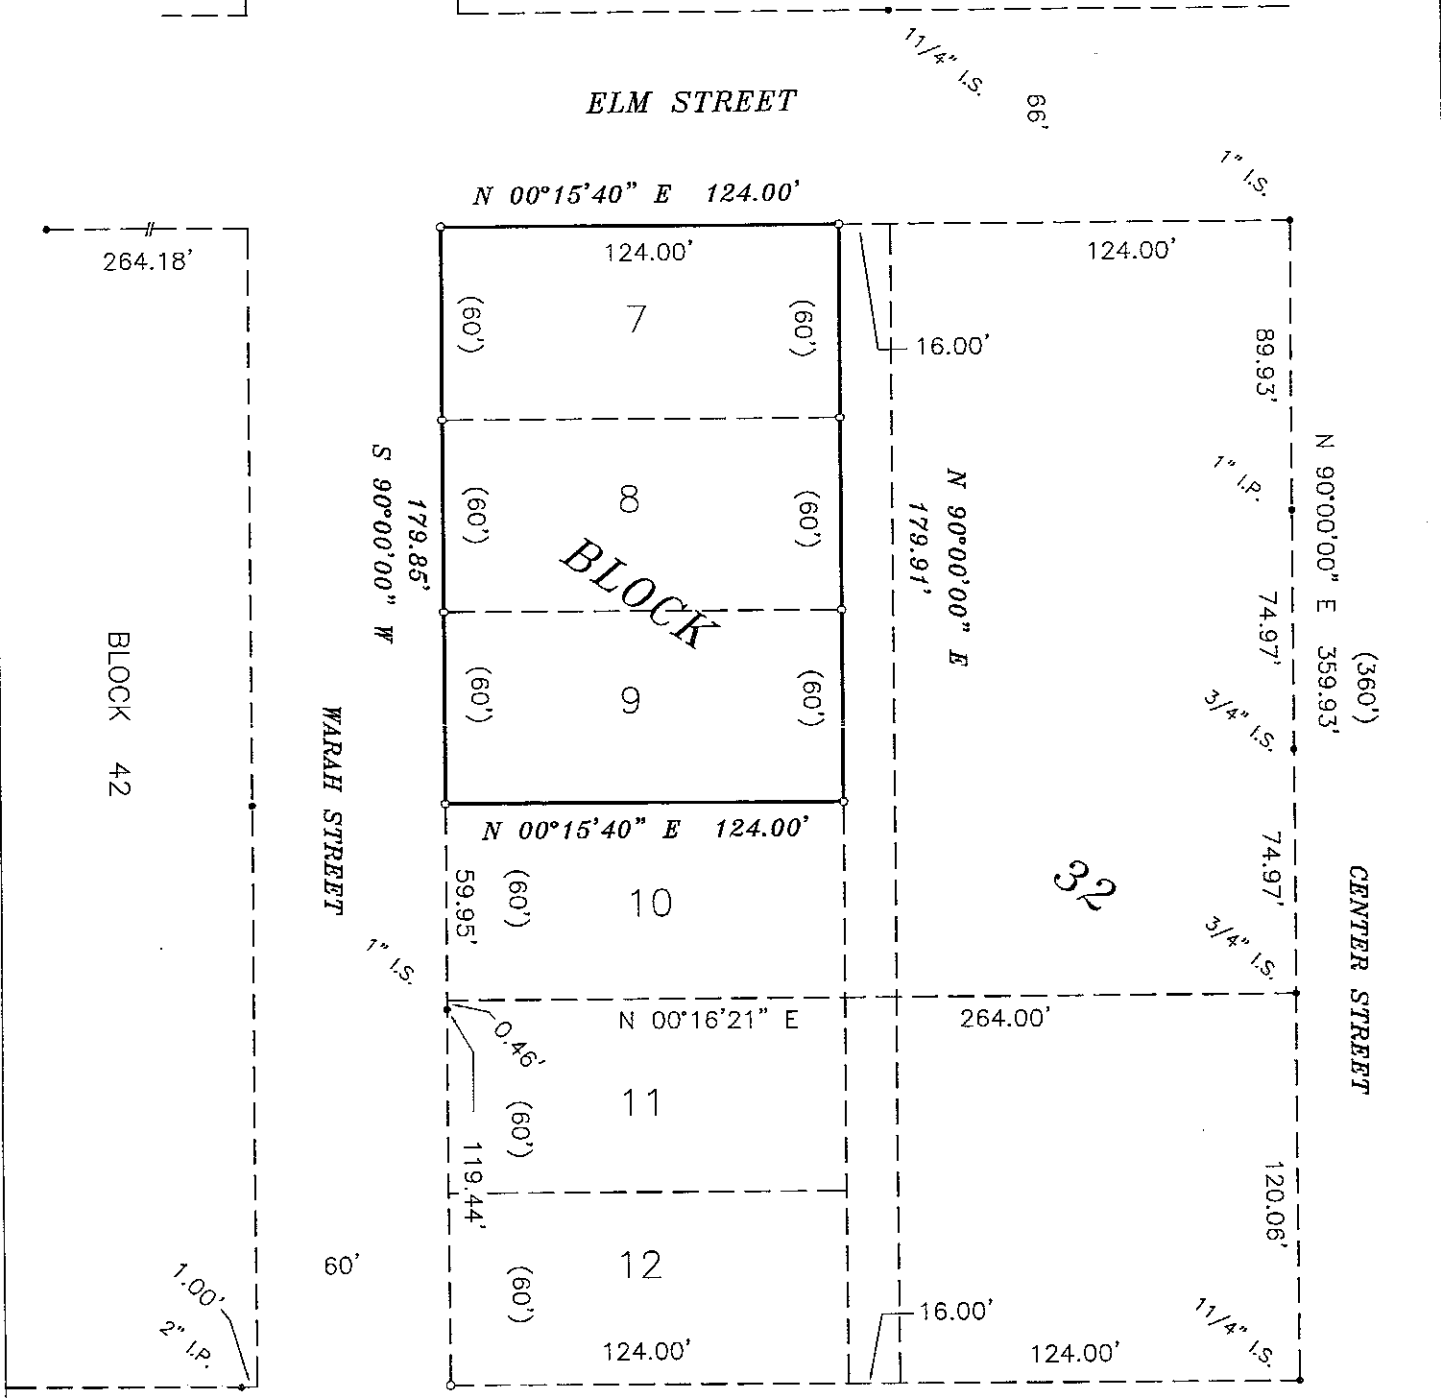 11/4" I.S.
66'
ELM STREET
1" I.S.
N 00°15'40" E 124.00'
124.00'
124.00'
264.18'
(60')
7
(60')
16.00'
89.93'
N 90°00'00" E 359.93'
(360')
1" I.P.
S 90°00'00" W
179.85'
(60')
8
(60')
N 90°00'00" E
179.91'
74.97'
BLOCK
3/4" I.S.
BLOCK 42
(60')
9
(60')
WARAH STREET
N 00°15'40" E 124.00'
74.97'
CENTER STREET
32
59.95'
(60')
10
3/4" I.S.
1" I.S.
N 00°16'21" E
264.00'
0.46'
(60')
11
119.44'
120.06'
60'
(60')
12
1.00'
2" I.P.
16.00'
11/4" I.S.
124.00'
124.00'